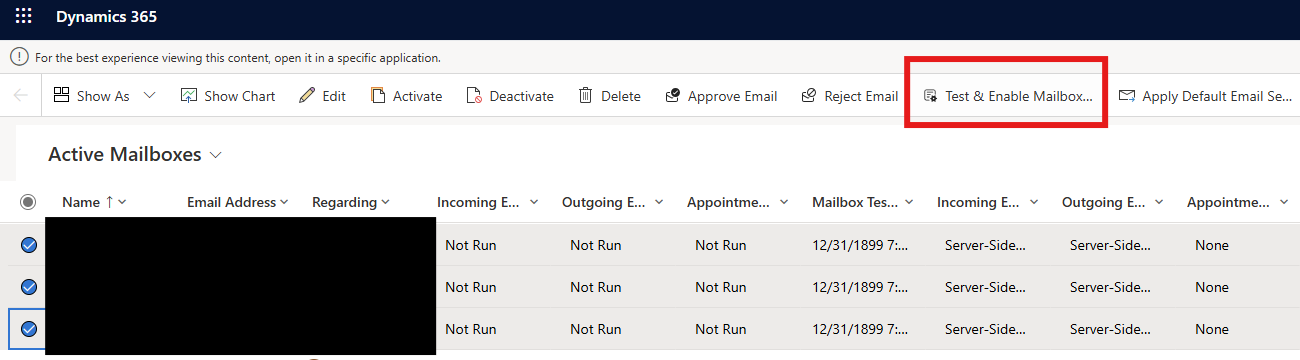 Dynamics 365
For the best experience viewing this content, open it in a specific application.
Show As Show Chart Edit Activate Deactivate Delete Approve Email Reject Email Test & Enable Mailbox... Apply Default Email Se...
Active Mailboxes
Name Email Address Regarding Incoming E... Outgoing E... Appointme... Mailbox Tes... Incoming E... Outgoing E... Appointme...
Not Run Not Run Not Run 12/31/1899 7:... Server-Side... Server-Side... None
Not Run Not Run Not Run 12/31/1899 7:... Server-Side... Server-Side... None
Not Run Not Run Not Run 12/31/1899 7:... Server-Side... Server-Side... None